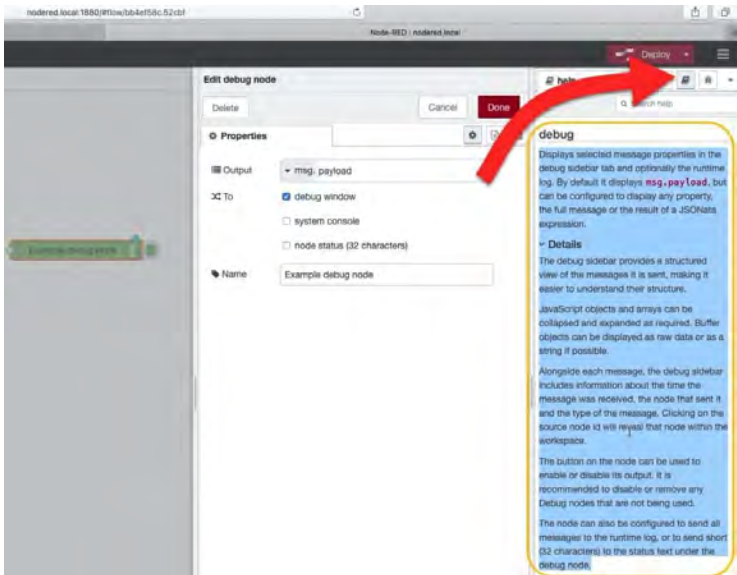 nodered.local:1880/#flow/bb4ef58c.52cbf
Node-RED : nodered.local
Deploy
Edit debug node
help
Delete
Cancel
Done
Search help
Properties
debug
Output
msg. payload
To
debug window
system console
node status (32 characters)
Name
Example debug node
Example debug node
Displays selected message properties in the
debug sidebar tab and optionally the runtime
log. By default it displays msg.payload, but
can be configured to display any property,
the full message or the result of a JSONata
expression.
Details
The debug sidebar provides a structured
view of the messages it is sent, making it
easier to understand their structure.
JavaScript objects and arrays can be
collapsed and expanded as required. Buffer
objects can be displayed as raw data or as a
string if possible.
Alongside each message, the debug sidebar
includes information about the time the
message was received, the node that sent it
and the type of the message. Clicking on the
source node id will reveal that node within the
workspace.
The button on the node can be used to
enable or disable its output. It is
recommended to disable or remove any
Debug nodes that are not being used.
The node can also be configured to send all
messages to the runtime log, or to send short
(32 characters) to the status text under the
debug node.